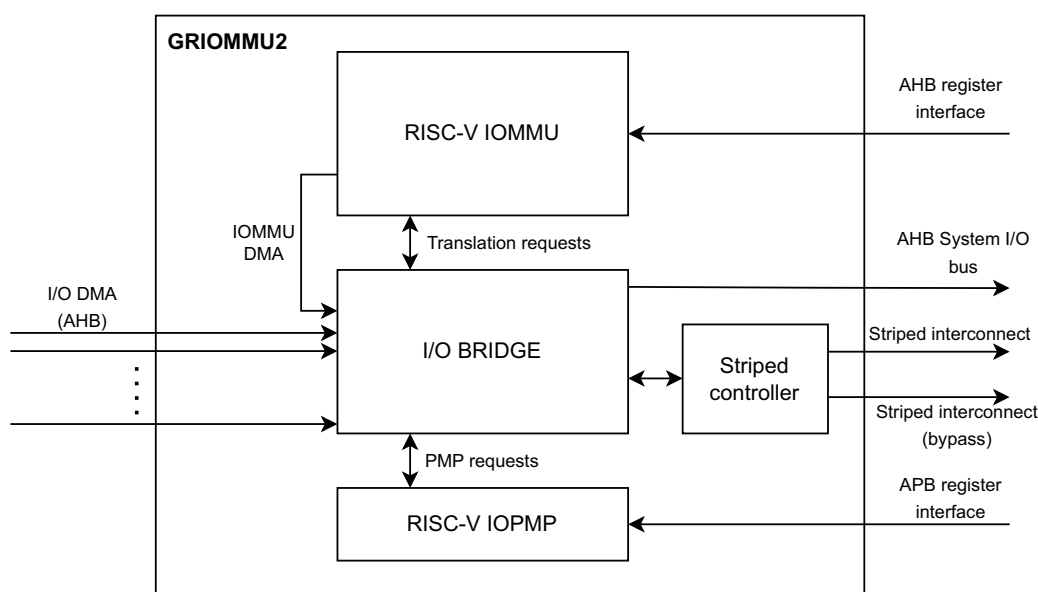 GRIOMMU2
RISC-V IOMMU
AHB register
interface
IOMMU
DMA
Translation requests
AHB System I/O
bus
I/O DMA
(AHB)
I/O BRIDGE
Striped
controller
Striped interconnect
Striped interconnect
(bypass)
PMP requests
RISC-V IOPMP
APB register
interface